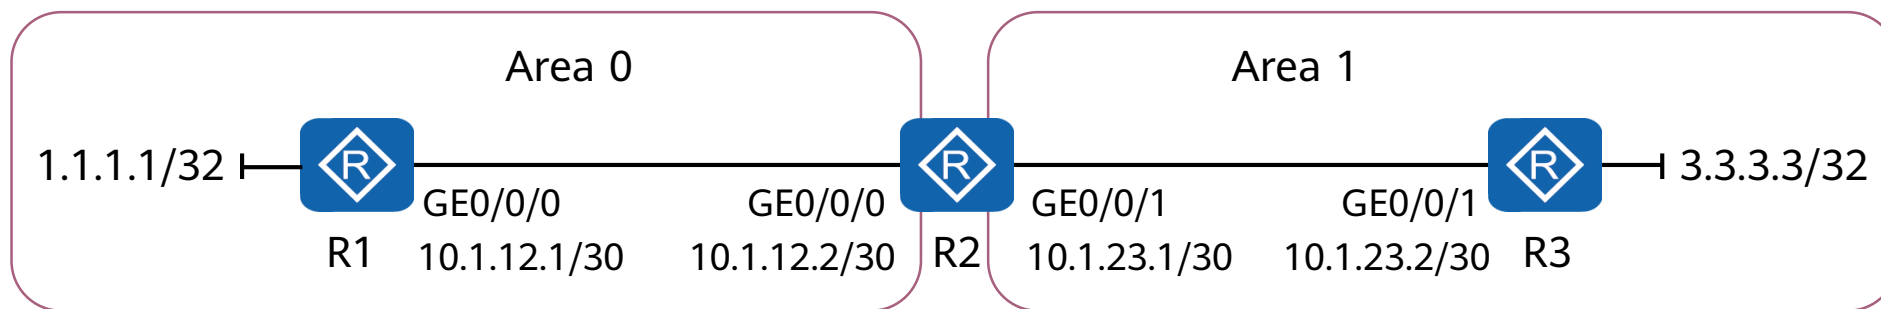 Area 0
Area 1
1.1.1.1/32
R
R
R
3.3.3.3/32
GE0/0/0
GE0/0/0
GE0/0/1
GE0/0/1
R1
10.1.12.1/30
10.1.12.2/30
R2
10.1.23.1/30
10.1.23.2/30
R3